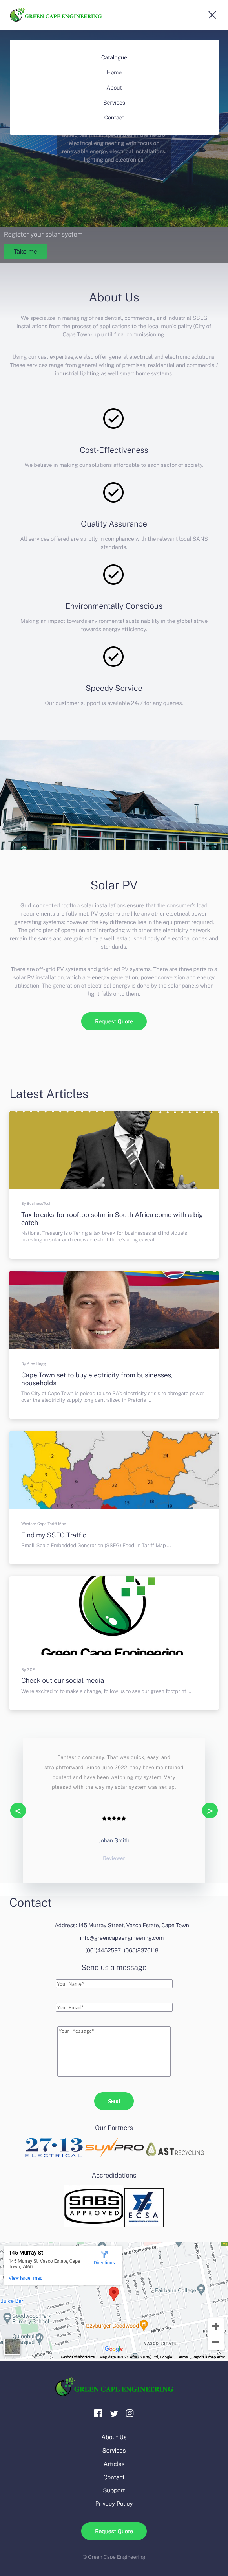 GREEN CAPE ENGINEERING
Catalogue
Home
About
Services
Contact
electrical engineering with focus on
renewable energy, electrical installations,
lighting and electronics.
Register your solar system
Take me
About Us
We specialize in managing of residential, commercial, and industrial SSEG
installations from the process of applications to the local municipality (City of
Cape Town) up until final commissioning.
Using our vast expertise,we also offer general electrical and electronic solutions.
These services range from general wiring of premises, residential and commercial/
industrial lighting as well smart home systems.
Cost-Effectiveness
We believe in making our solutions affordable to each sector of society.
Quality Assurance
All services offered are strictly in compliance with the relevant local SANS
standards.
Environmentally Conscious
Making an impact towards environmental sustainability in the global strive
towards energy efficiency.
Speedy Service
Our customer support is available 24/7 for any queries.
Solar PV
Grid-connected rooftop solar installations ensure that the consumer's load
requirements are fully met. PV systems are like any other electrical power
generating systems; however, the key difference lies in the equipment required.
The principles of operation and interfacing with other the electricity network
remain the same and are guided by a well-established body of electrical codes and
standards.
There are off-grid PV systems and grid-tied PV systems. There are three parts to a
solar PV installation, which are energy generation, power conversion and energy
utilisation. The generation of electrical energy is done by the solar panels when
light falls onto them.
Request Quote
Latest Articles
By BusinessTech
Tax breaks for rooftop solar in South Africa come with a big
catch
National Treasury is offering a tax break for businesses and individuals
investing in solar and renewable – but there's a big caveat ...
By Alan Hogg
Cape Town set to buy electricity from businesses,
households
The City of Cape Town is poised to use SA's electricity crisis to abrogate power
over the electricity supply long centralized in Pretoria....
Western Cape Tariff Map
Find my SSEG Traffic
Small-Scale Embedded Generation (SSEG) Feed-In Tariff Map ...
Green Cape Engineering
By GCE
Check out our social media
We're excited to to make a change, follow us to see our green footprint ...
Fantastic company. That was quick, easy, and
straightforward. Since June 2022, they have maintained
contact and have been watching my system. Very
pleased with the way my solar system was set up.
<
>
Johan Smith
Reviewer
Contact
Address: 145 Murray Street, Vasco Estate, Cape Town
info@greencapeengineering.com
(061)4452597 - (065)8370118
Send us a message
Your Name*
Your Email*
Your Message*
Send
Our Partners
27-13
ELECTRICAL
SUNPRO
AST RECYCLING
Accreditations
SABS
APPROVED
ECSA
145 Murray St
145 Murray St, Vasco Estate, Cape
Town, 7460
Directions
View larger map
Juice Bar
Goodwood Park
Primary School
Fairbairn College
Izzyburger Goodwood
VASCO ESTATE
Google
Keyboard shortcuts
Map data ©2024 AfriGIS (Pty) Ltd, Google
Terms
Report a map error
GREEN CAPE ENGINEERING
About Us
Services
Articles
Contact
Support
Privacy Policy
Request Quote
© Green Cape Engineering